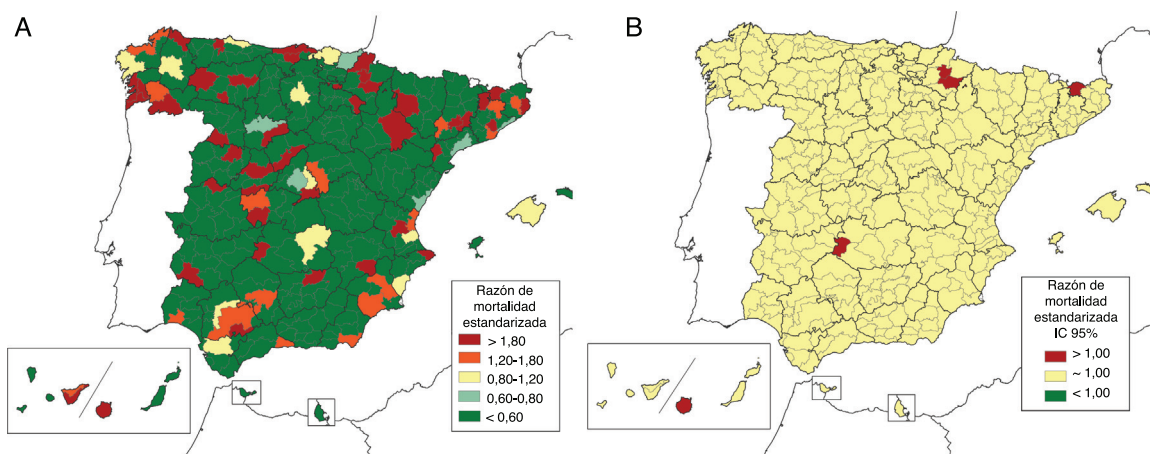 A
Razón de
mortalidad
estandarizada
> 1,80
1,20-1,80
0,80-1,20
0,60-0,80
< 0,60
B
Razón de
mortalidad
estandarizada
IC 95%
> 1,00
~ 1,00
< 1,00